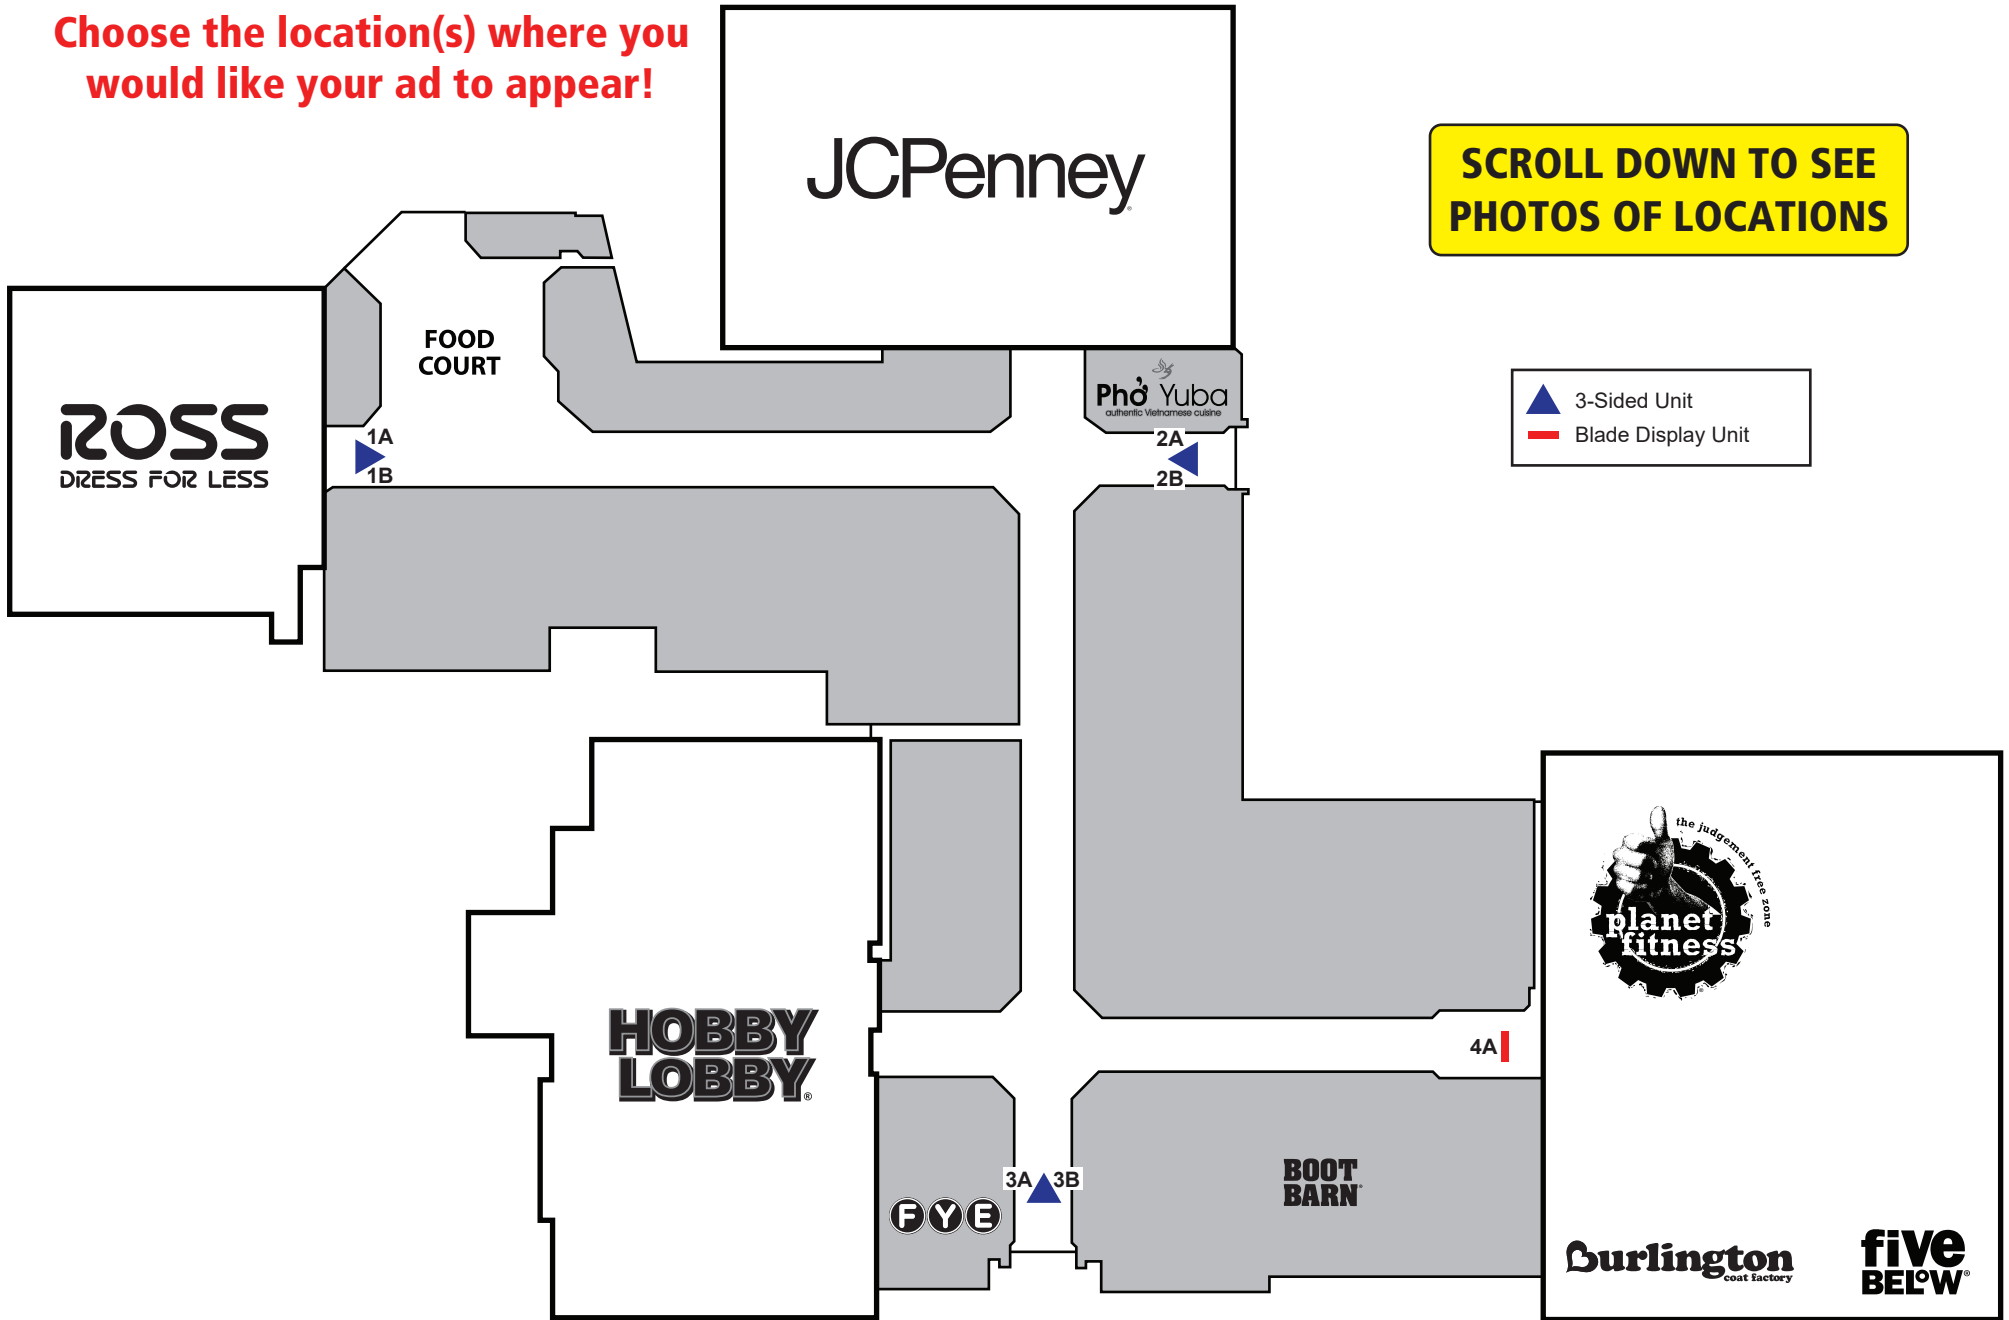 Choose the location(s) where you
would like your ad to appear!
JCPenney®
SCROLL DOWN TO SEE
PHOTOS OF LOCATIONS
FOOD
COURT
Phở Yuba
authentic Vietnamese cuisine
3-Sided Unit
Blade Display Unit
ROSS
DRESS FOR LESS
1A
1B
2A
2B
the judgement free zone
planet
fitness®
HOBBY
LOBBY®
4A
3A
3B
FYE
BOOT
BARN®
Burlington
coat factory
five
BELOW®